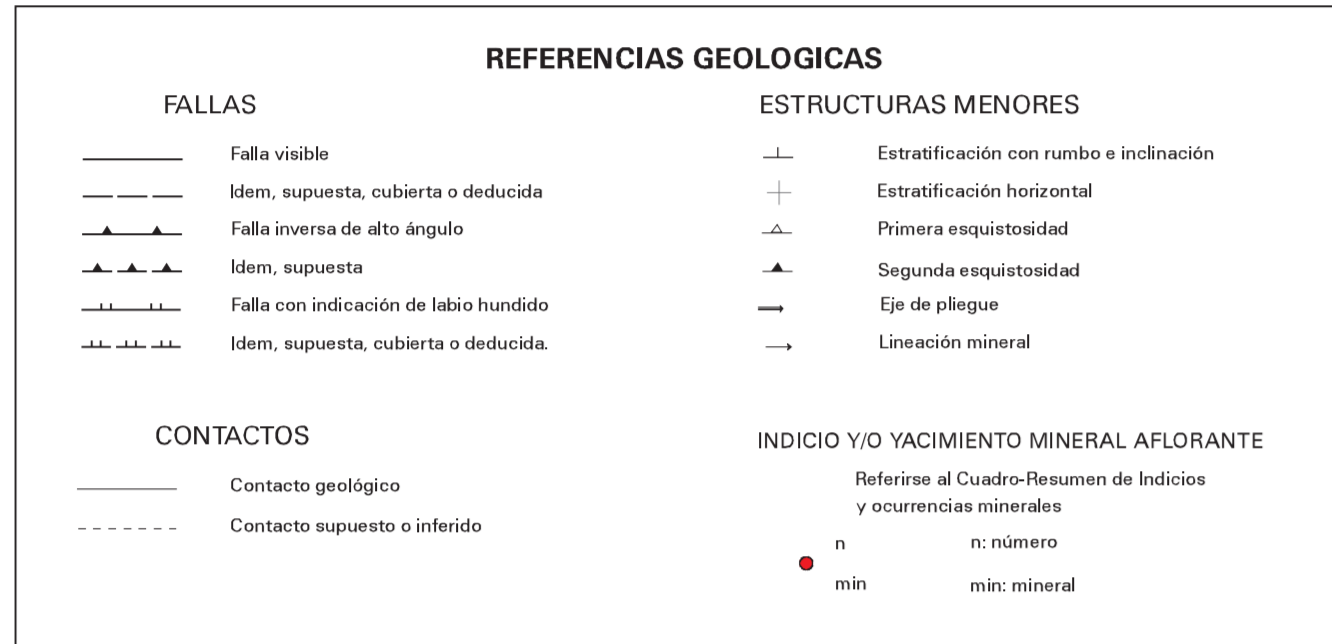 REFERENCIAS GEOLOGICAS
FALLAS
Falla visible
Idem, supuesta, cubierta o deducida
Falla inversa de alto ángulo
Idem, supuesta
Falla con indicación de labio hundido
Idem, supuesta, cubierta o deducida.
CONTACTOS
Contacto geológico
Contacto supuesto o inferido
ESTRUCTURAS MENORES
Estratificación con rumbo e inclinación
Estratificación horizontal
Primera esquistosidad
Segunda esquistosidad
Eje de pliegue
Lineación mineral
INDICIO Y/O YACIMIENTO MINERAL AFLORANTE
Referirse al Cuadro-Resumen de Indicios
y ocurrencias minerales
n n: número
min min: mineral